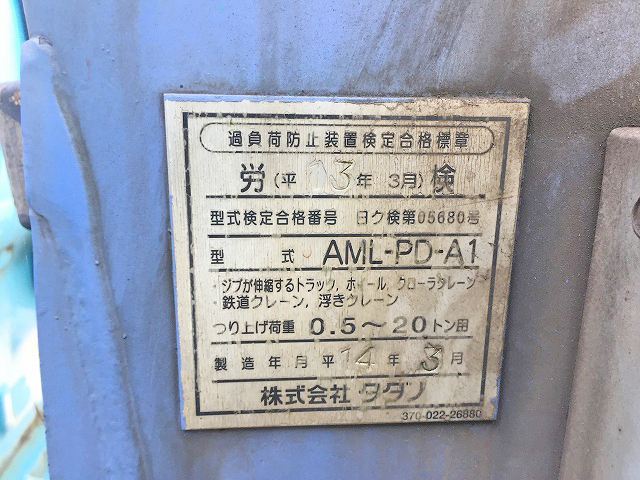 過負荷防止装置検定合格標章
労(平 13年 3月)検
型式検定合格番号 日ク検第05680号
型式 AML-PD-A1
・ジブが伸縮するトラック, ホイール, クローラクレーン
・鉄道クレーン, 浮きクレーン
つり上げ荷重 0.5～20トン用
製造年月 平14年 3月
株式会社 タダノ
370-022-26880